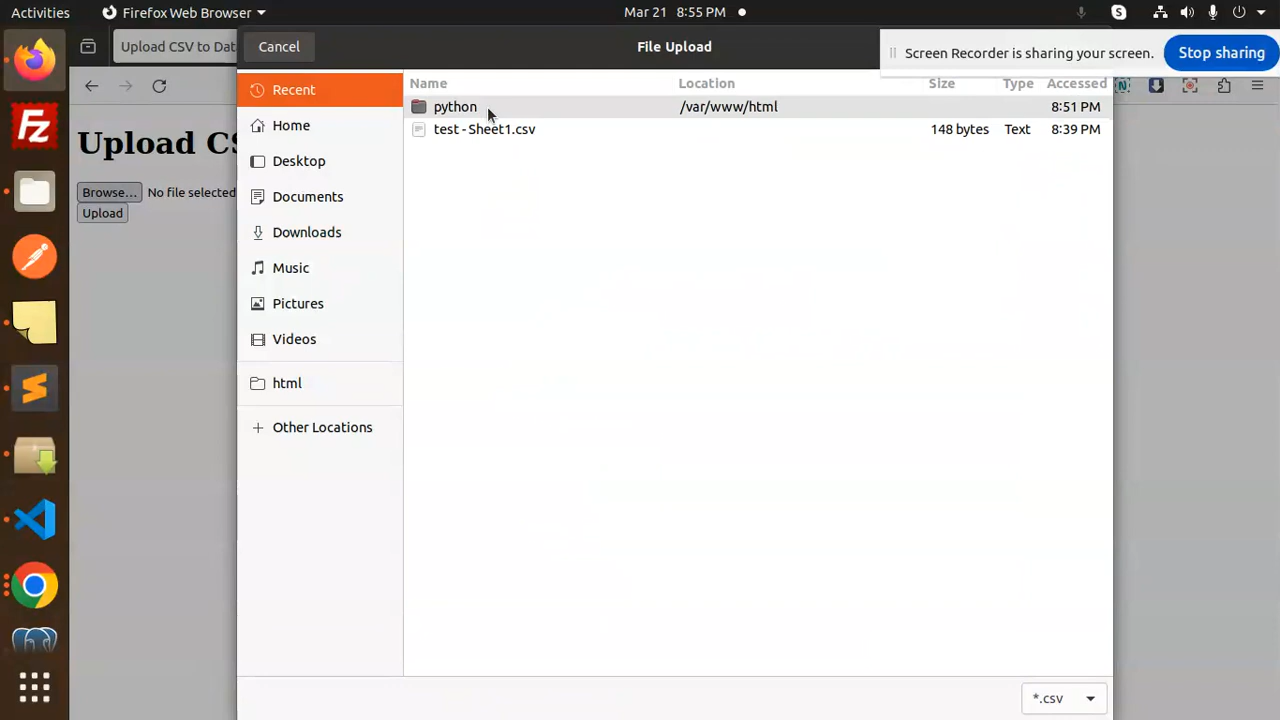 Activities
Firefox Web Browser
Mar 21 8:55 PM
Upload CSV to Dat
Cancel
File Upload
Screen Recorder is sharing your screen.
Stop sharing
Recent
Name
Location
Size
Type
Accessed
python
/var/www/html
8:51 PM
test - Sheet1.csv
148 bytes
Text
8:39 PM
Home
Upload CS
Desktop
Browse...
No file selected
Documents
Upload
Downloads
Music
Pictures
Videos
html
Other Locations
*.csv